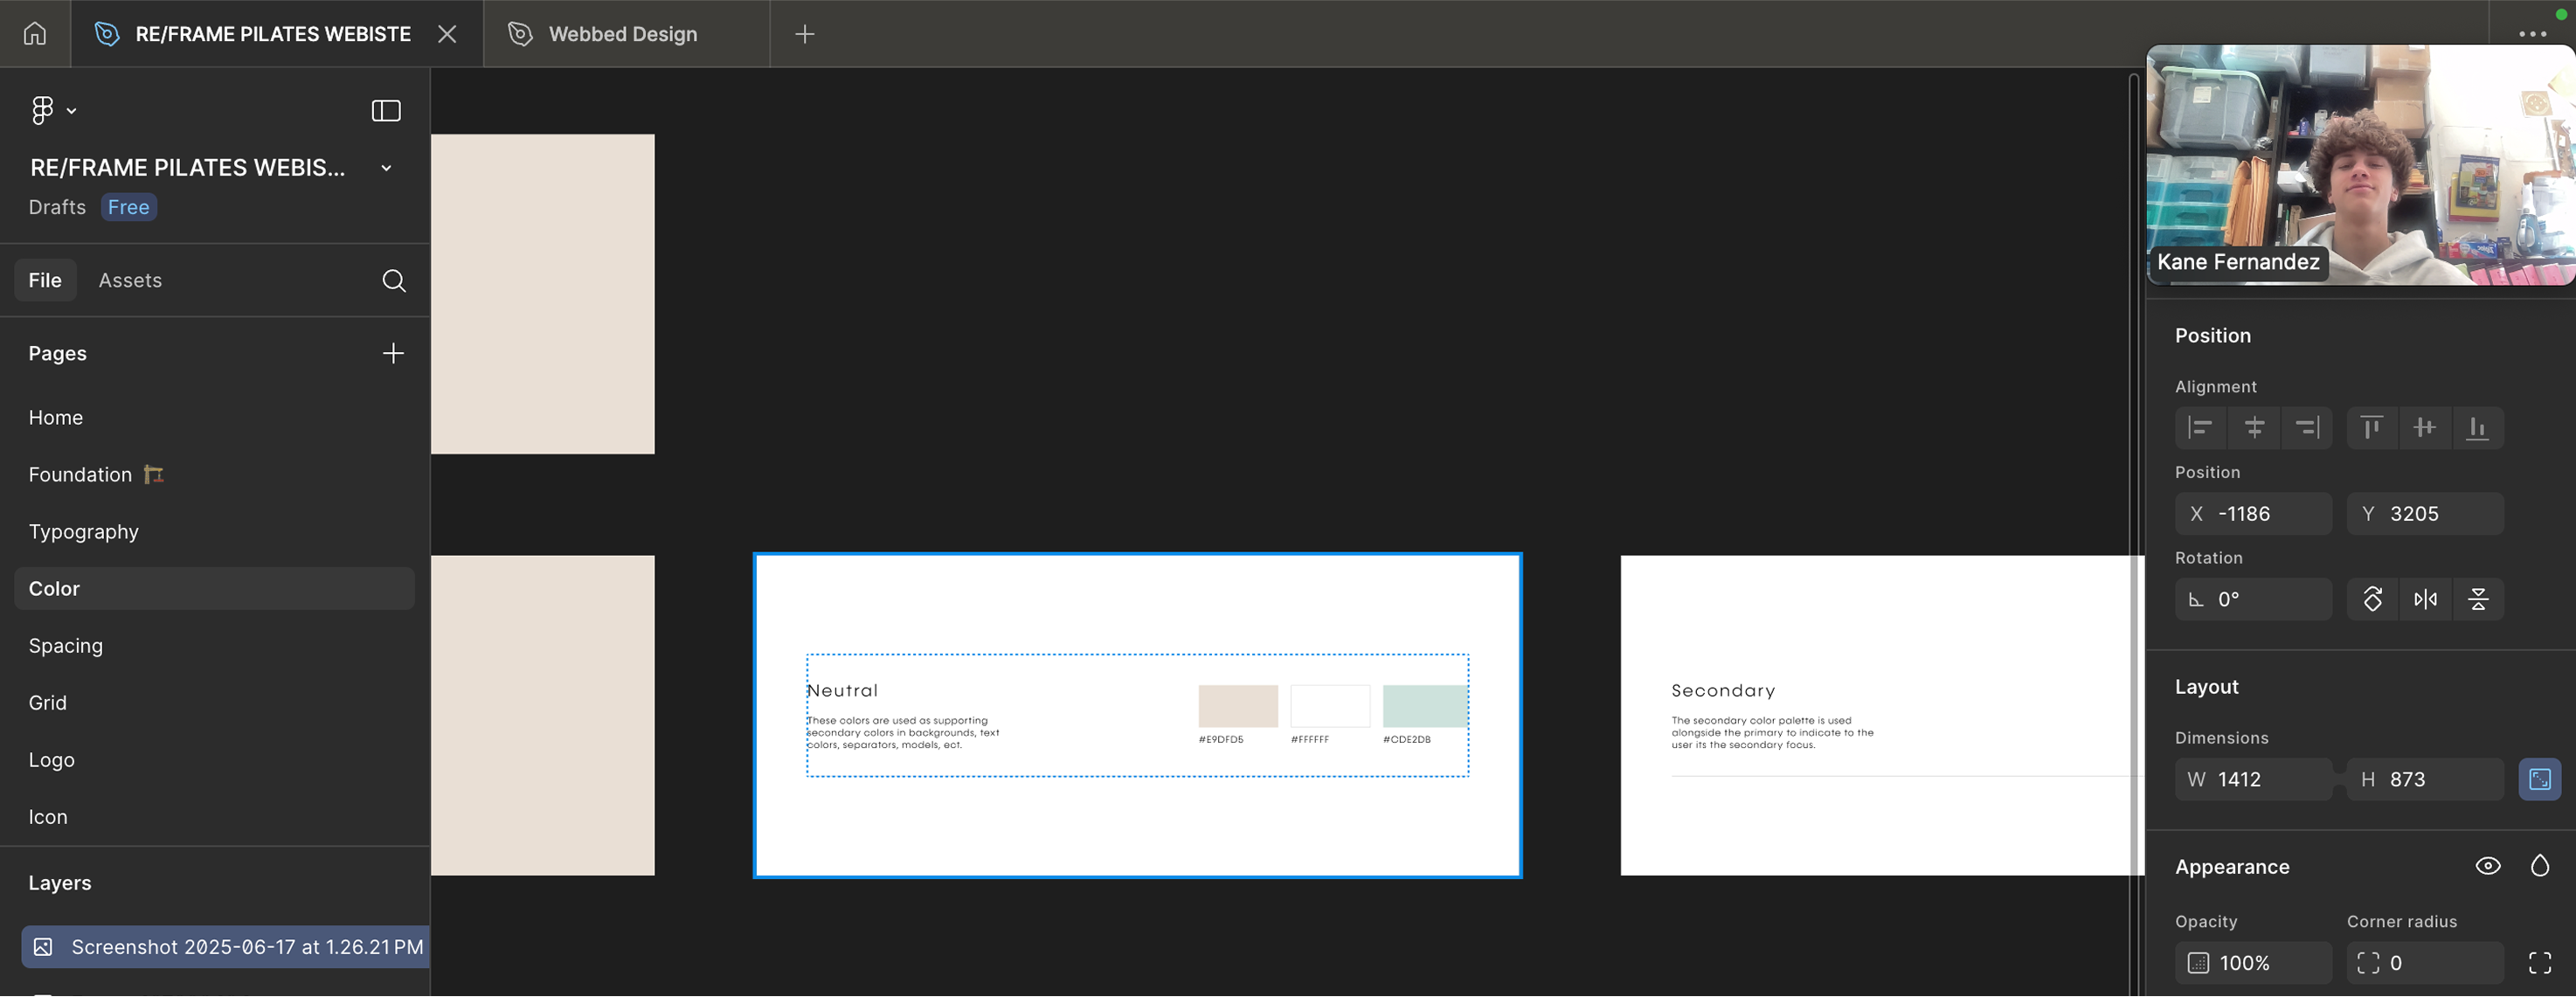 RE/FRAME PILATES WEBISTE
Webbed Design
RE/FRAME PILATES WEBIS...
Drafts Free
File Assets
Pages
Home
Foundation
Typography
Color
Spacing
Grid
Logo
Icon
Layers
Screenshot 2025-06-17 at 1.26.21 PM
Neutral
These colors are used as supporting
secondary colors in backgrounds, text
colors, separators, models, ect.
#E9DFD5 #FFFFFF #CDE2DB
Secondary
The secondary color palette is used
alongside the primary to indicate to the
user its the secondary focus.
Kane Fernandez
Position
Alignment
Position
X -1186 Y 3205
Rotation
0°
Layout
Dimensions
W 1412 H 873
Appearance
Opacity Corner radius
100% 0